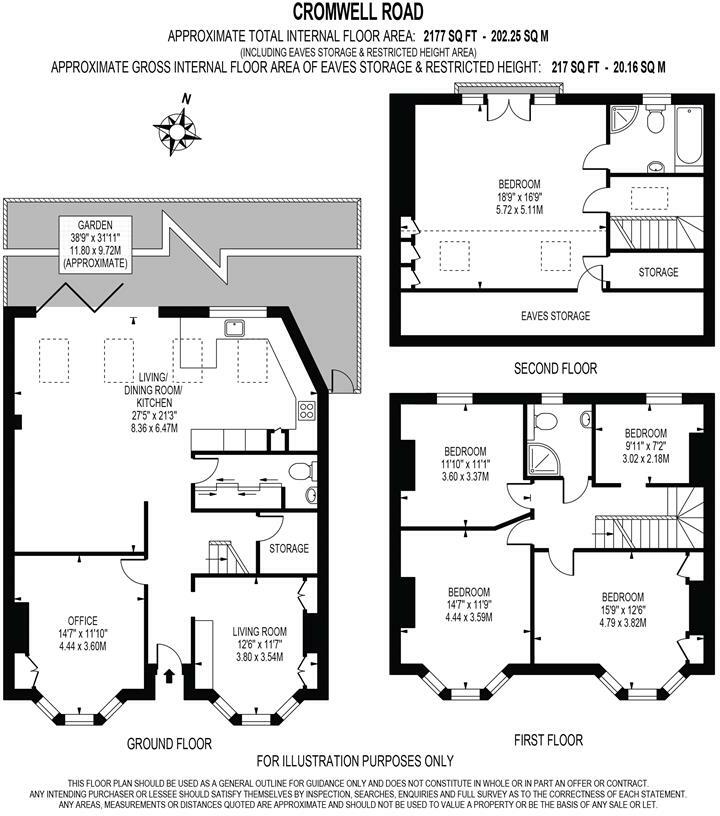 CROMWELL ROAD
APPROXIMATE TOTAL INTERNAL FLOOR AREA: 2177 SQ FT - 202.25 SQ M
(INCLUDING EAVES STORAGE & RESTRICTED HEIGHT AREA)
APPROXIMATE GROSS INTERNAL FLOOR AREA OF EAVES STORAGE & RESTRICTED HEIGHT: 217 SQ FT - 20.16 SQ M
N
GARDEN
38'9" x 31'11"
11.80 x 9.72M
(APPROXIMATE)
LIVING/
DINING ROOM/
KITCHEN
27'5" x 21'3"
8.36 x 6.47M
STORAGE
OFFICE
14'7" x 11'10"
4.44 x 3.60M
LIVING ROOM
12'6" x 11'7"
3.80 x 3.54M
GROUND FLOOR
BEDROOM
18'9" x 16'9"
5.72 x 5.11M
STORAGE
EAVES STORAGE
SECOND FLOOR
BEDROOM
11'10" x 11'1"
3.60 x 3.37M
BEDROOM
9'11" x 7'2"
3.02 x 2.18M
BEDROOM
14'7" x 11'9"
4.44 x 3.59M
BEDROOM
15'9" x 12'6"
4.79 x 3.82M
FIRST FLOOR
FOR ILLUSTRATION PURPOSES ONLY
THIS FLOOR PLAN SHOULD BE USED AS A GENERAL OUTLINE FOR GUIDANCE ONLY AND DOES NOT CONSTITUTE IN WHOLE OR IN PART AN OFFER OR CONTRACT.
ANY INTENDING PURCHASER OR LESSEE SHOULD SATISFY THEMSELVES BY INSPECTION, SEARCHES, ENQUIRIES AND FULL SURVEY AS TO THE CORRECTNESS OF EACH STATEMENT.
ANY AREAS, MEASUREMENTS OR DISTANCES QUOTED ARE APPROXIMATE AND SHOULD NOT BE USED TO VALUE A PROPERTY OR BE THE BASIS OF ANY SALE OR LET.